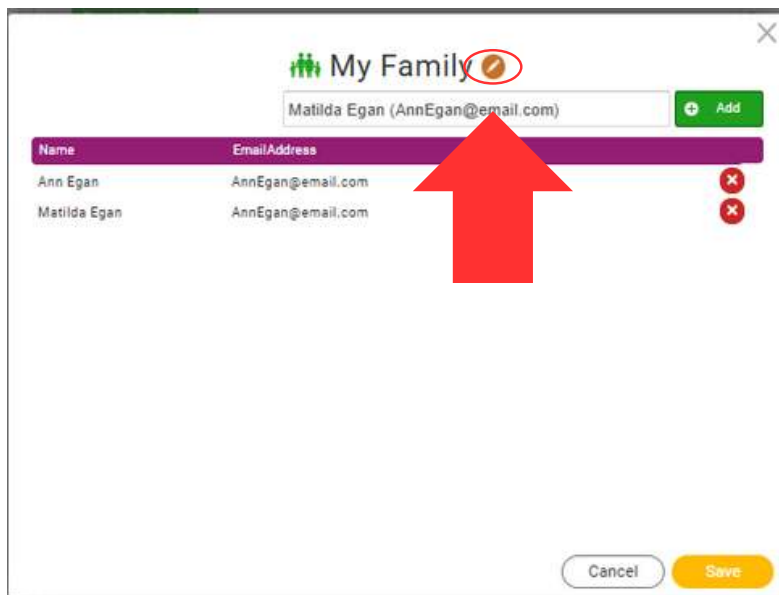 My Family
Matilda Egan (AnnEgan@email.com)
Add
Name EmailAddress
Ann Egan AnnEgan@email.com
Matilda Egan AnnEgan@email.com
Cancel Save